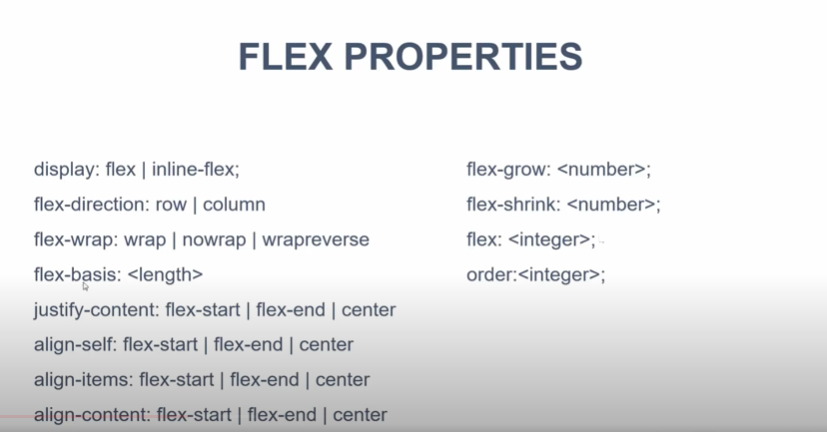 FLEX PROPERTIES
display: flex | inline-flex;
flex-direction: row | column
flex-wrap: wrap | nowrap | wrapreverse
flex-basis: <length>
justify-content: flex-start | flex-end | center
align-self: flex-start | flex-end | center
align-items: flex-start | flex-end | center
align-content: flex-start | flex-end | center
flex-grow: <number>;
flex-shrink: <number>;
flex: <integer>;
order:<integer>;